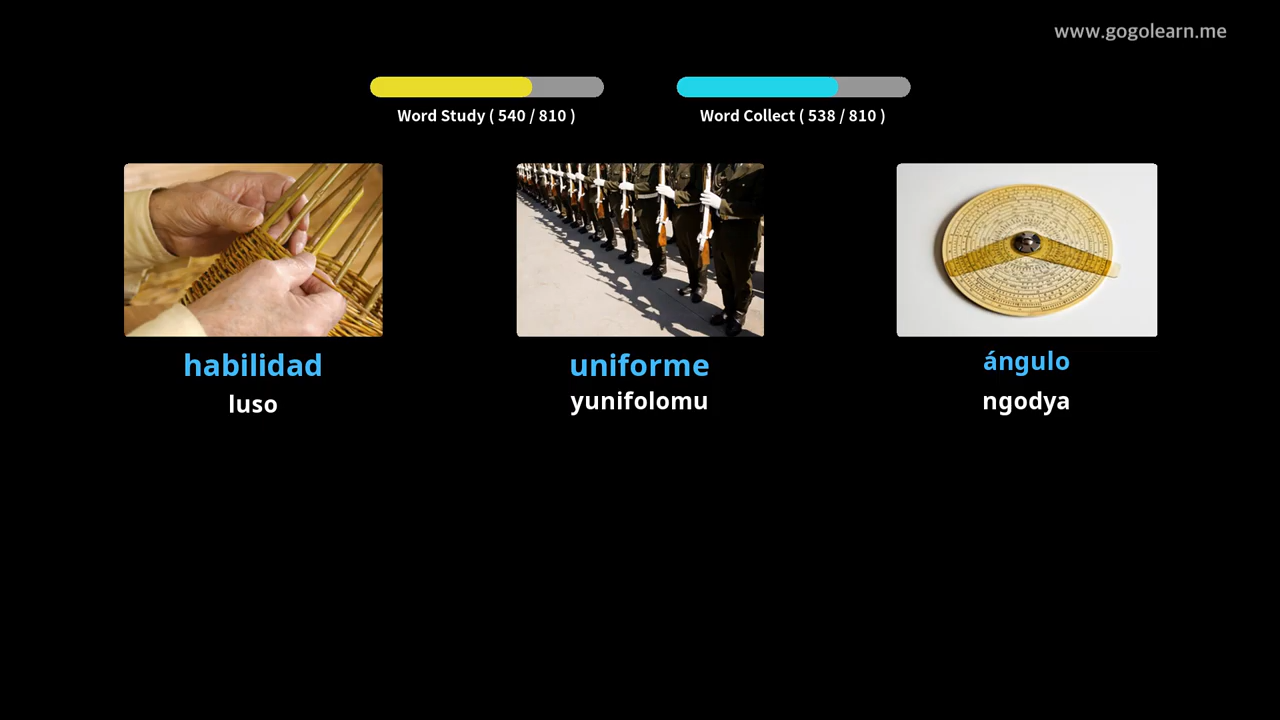 www.gogolearn.me
Word Study ( 540 / 810 )
Word Collect ( 538 / 810 )
habilidad
luso
uniforme
yunifolomu
ángulo
ngodya